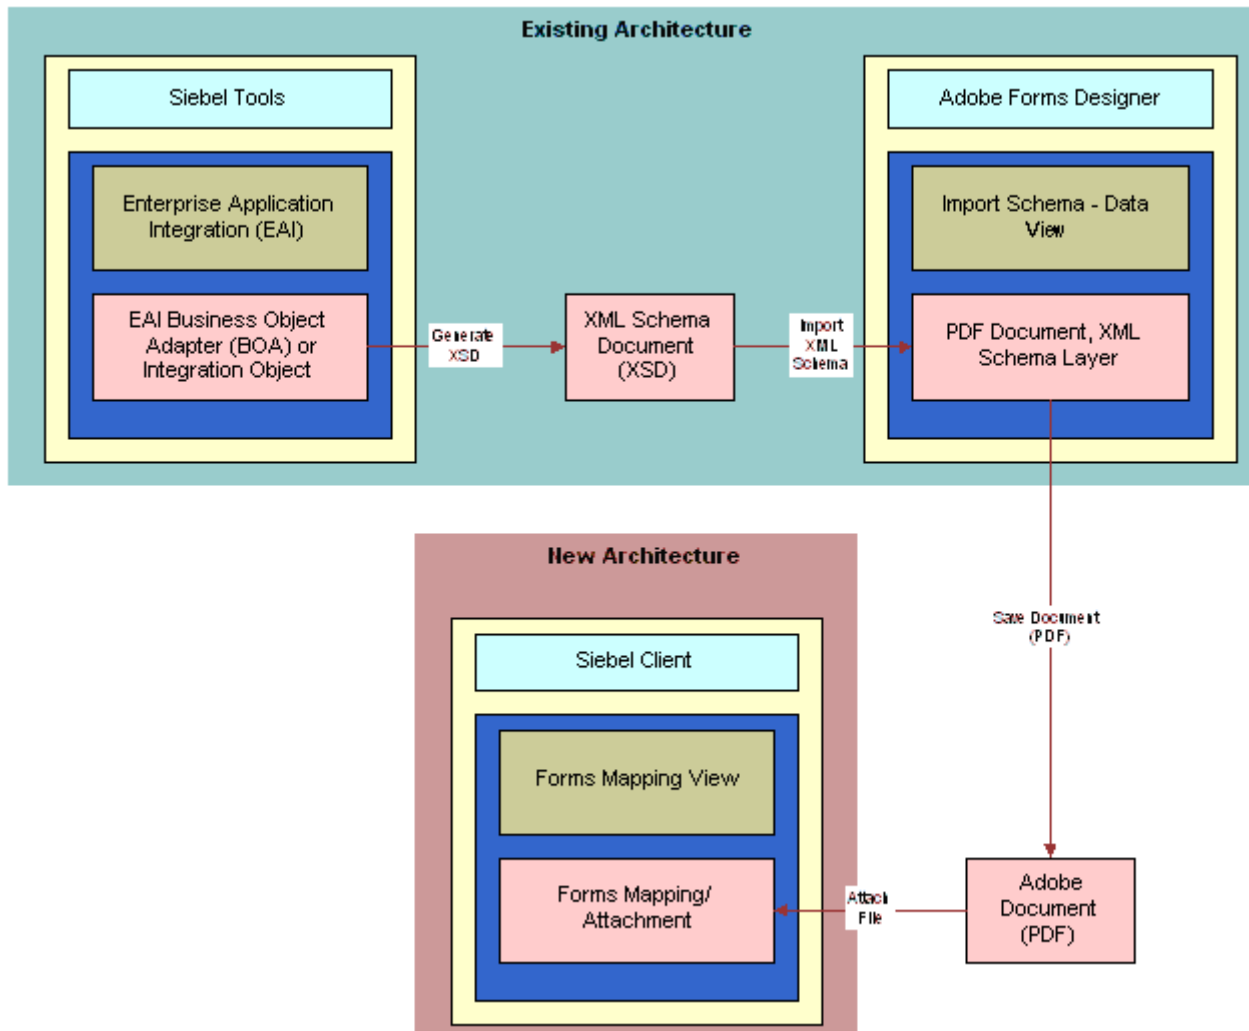 Existing Architecture
Siebel Tools
Enterprise Application
Integration (EAI)
EAI Business Object
Adapter (BOA) or
Integration Object
Generate
XSD
XML Schema
Document
(XSD)
Import
XML
Schema
Adobe Forms Designer
Import Schema - Data
View
PDF Document, XML
Schema Layer
Save Document
(PDF)
New Architecture
Siebel Client
Forms Mapping View
Forms Mapping/
Attachment
Attach
File
Adobe
Document
(PDF)